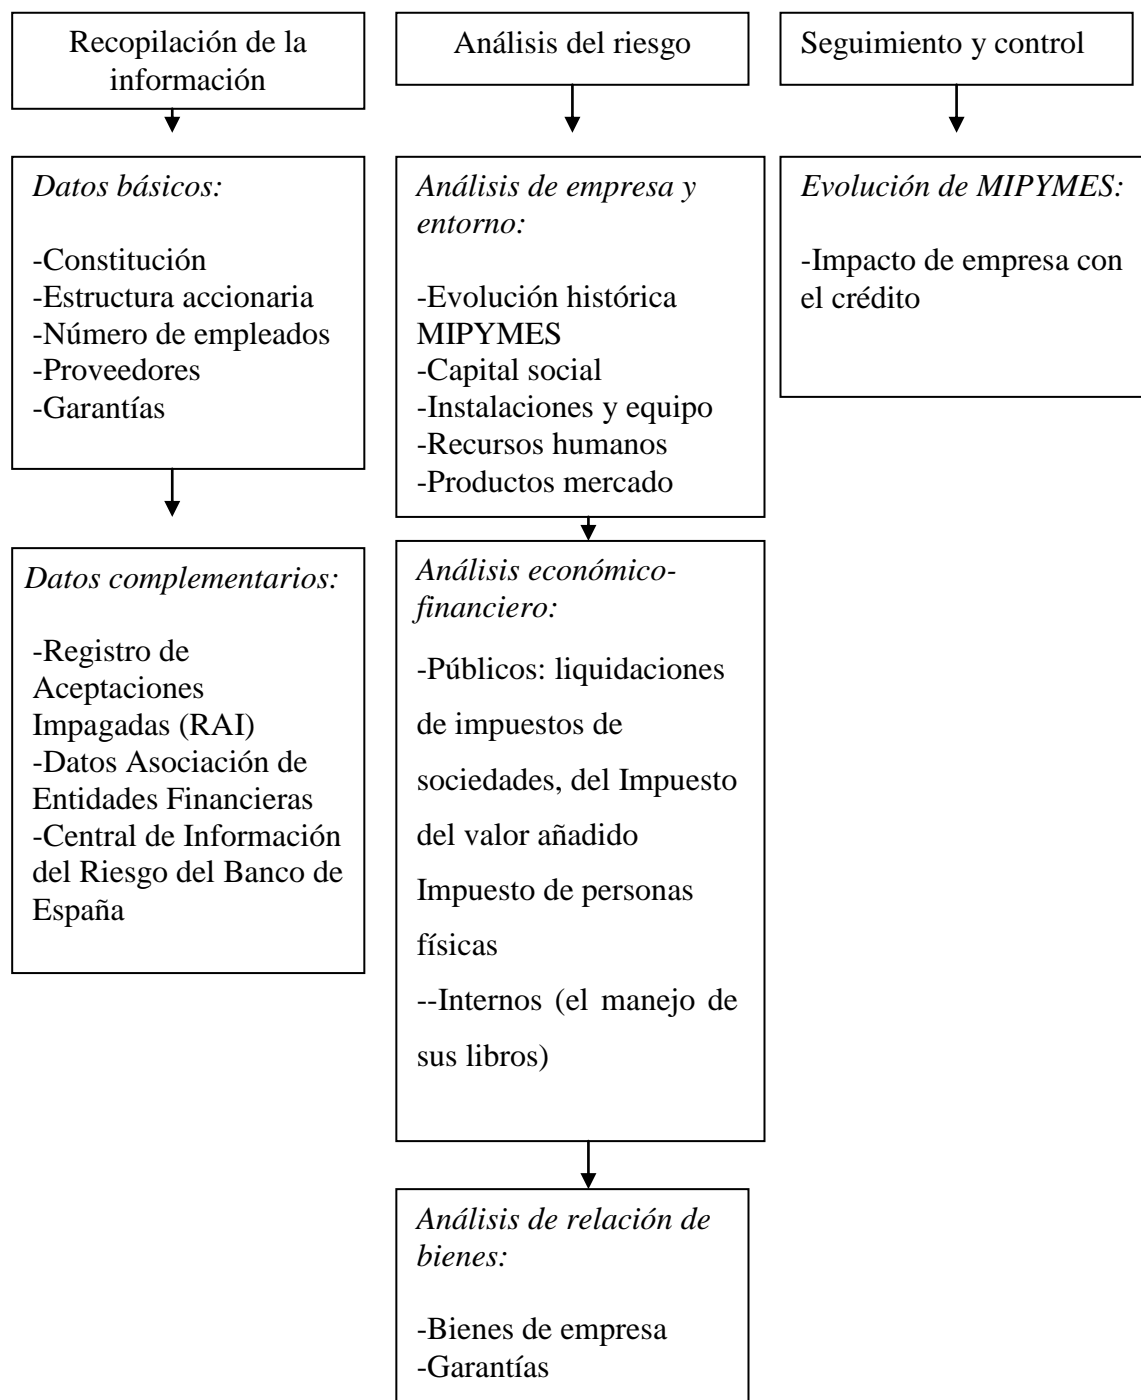 Recopilación de la
información
Datos básicos:
-Constitución
-Estructura accionaria
-Número de empleados
-Proveedores
-Garantías
Datos complementarios:
-Registro de
Aceptaciones
Impagadas (RAI)
-Datos Asociación de
Entidades Financieras
-Central de Información
del Riesgo del Banco de
España
Análisis del riesgo
Análisis de empresa y
entorno:
-Evolución histórica
MIPYMES
-Capital social
-Instalaciones y equipo
-Recursos humanos
-Productos mercado
Análisis económico-
financiero:
-Públicos: liquidaciones
de impuestos de
sociedades, del Impuesto
del valor añadido
Impuesto de personas
físicas
--Internos (el manejo de
sus libros)
Análisis de relación de
bienes:
-Bienes de empresa
-Garantías
Seguimiento y control
Evolución de MIPYMES:
-Impacto de empresa con
el crédito